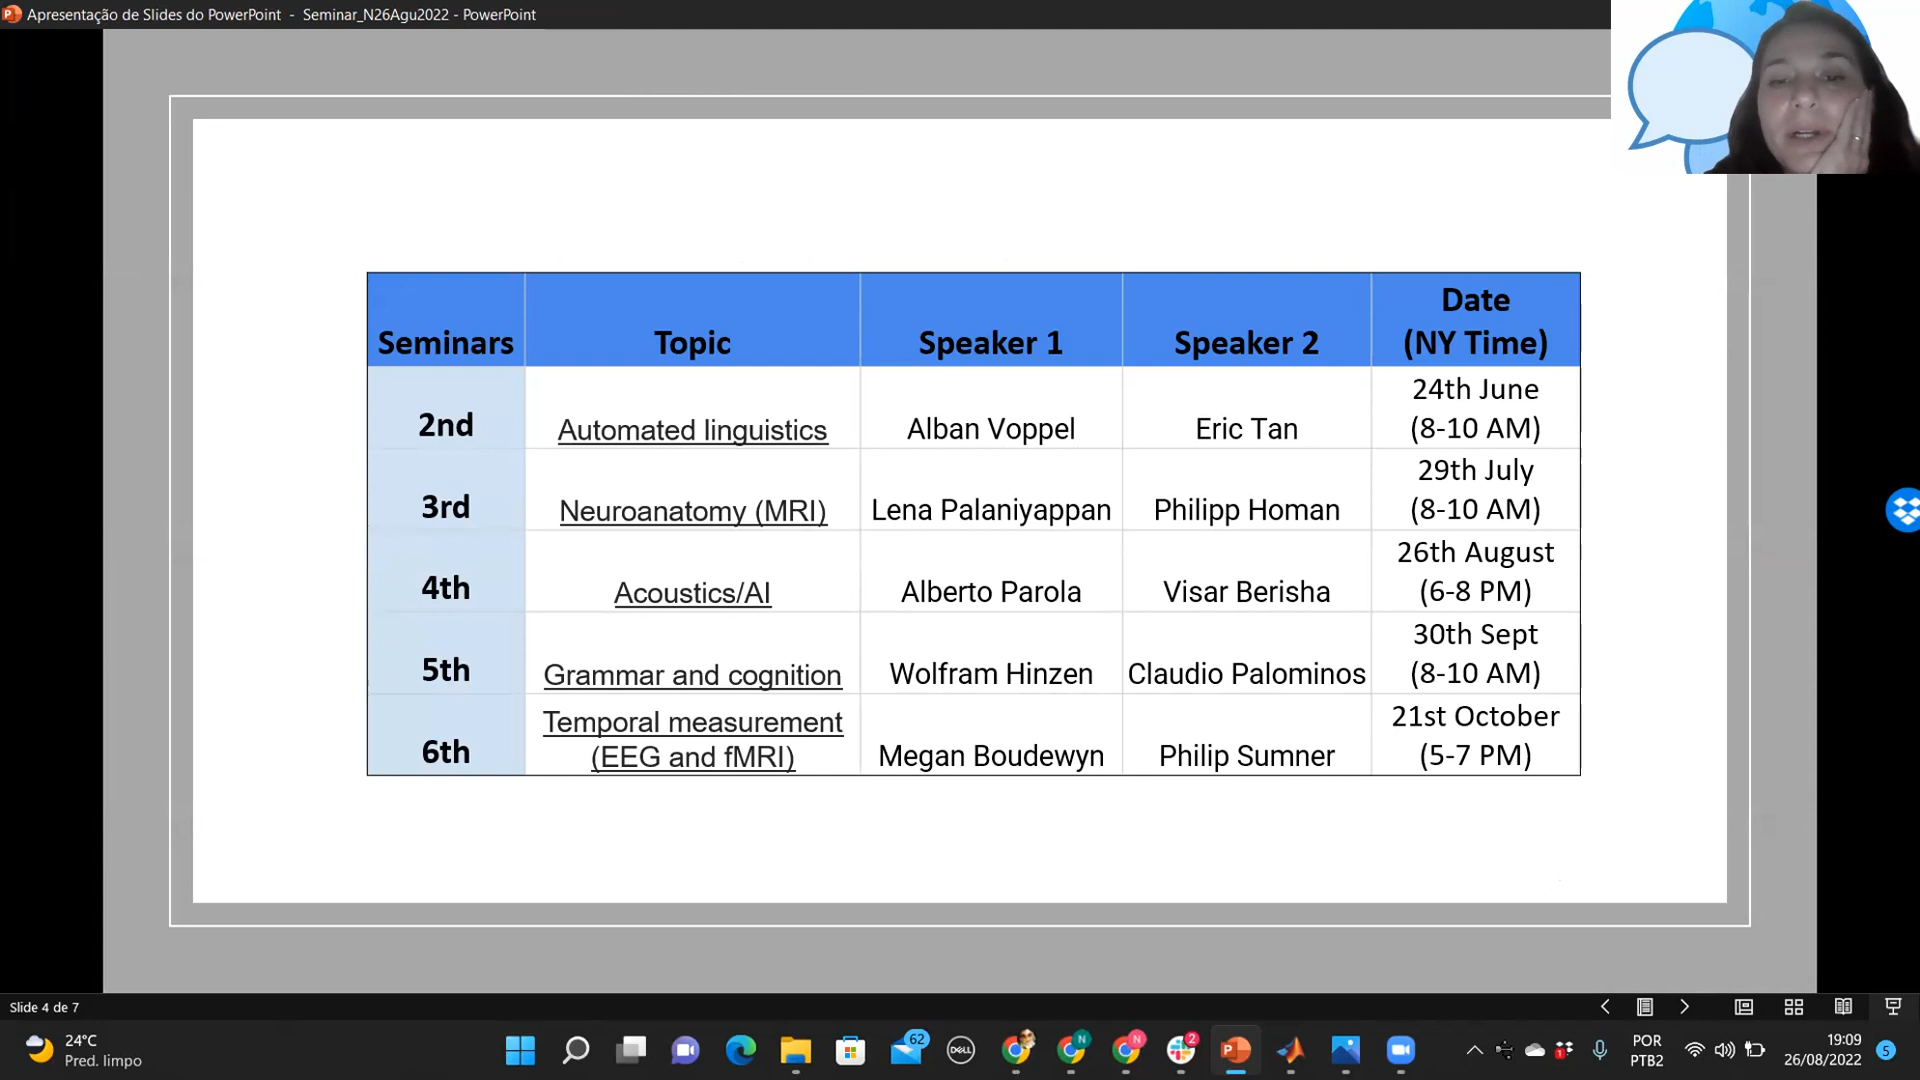 Apresentação de Slides do PowerPoint - Seminar_N26Agu2022 - PowerPoint
Seminars Topic Speaker 1 Speaker 2 Date (NY Time)
2nd Automated linguistics Alban Voppel Eric Tan 24th June (8-10 AM)
3rd Neuroanatomy (MRI) Lena Palaniyappan Philipp Homan 29th July (8-10 AM)
4th Acoustics/AI Alberto Parola Visar Berisha 26th August (6-8 PM)
5th Grammar and cognition Wolfram Hinzen Claudio Palominos 30th Sept (8-10 AM)
6th Temporal measurement (EEG and fMRI) Megan Boudewyn Philip Sumner 21st October (5-7 PM)
Slide 4 de 7
24°C
Pred. limpo
62
DELL
N
N
2
1
POR
PTB2
19:09
26/08/2022
5